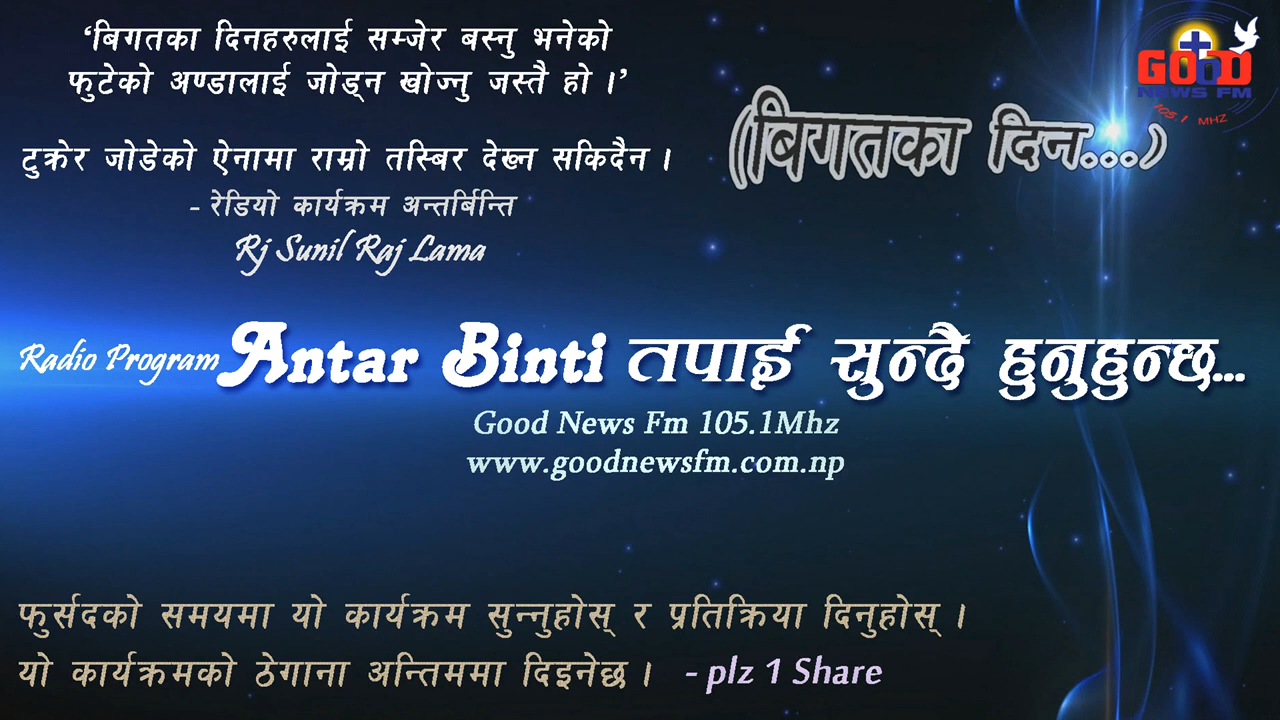 ‘बिगतका दिनहरुलाई सम्जेर बस्नु भनेको
फुटेको अण्डालाई जोड्न खोज्नु जस्तै हो ।’
टुक्रेर जोडेको ऐनामा राम्रो तस्बिर देख्न सकिदैन ।
- रेडियो कार्यक्रम अन्तर्बिन्ति
Rj Sunil Raj Lama
(बिगतका दिन...)
GOOD
NEWS FM
105.1 MHZ
Radio Program Antar Binti तपाई सुन्दै हुनुहुन्छ...
Good News Fm 105.1Mhz
www.goodnewsfm.com.np
फुर्सदको समयमा यो कार्यक्रम सुन्नुहोस् र प्रतिक्रिया दिनुहोस् ।
यो कार्यक्रमको ठेगाना अन्तिममा दिइनेछ । - plz 1 Share